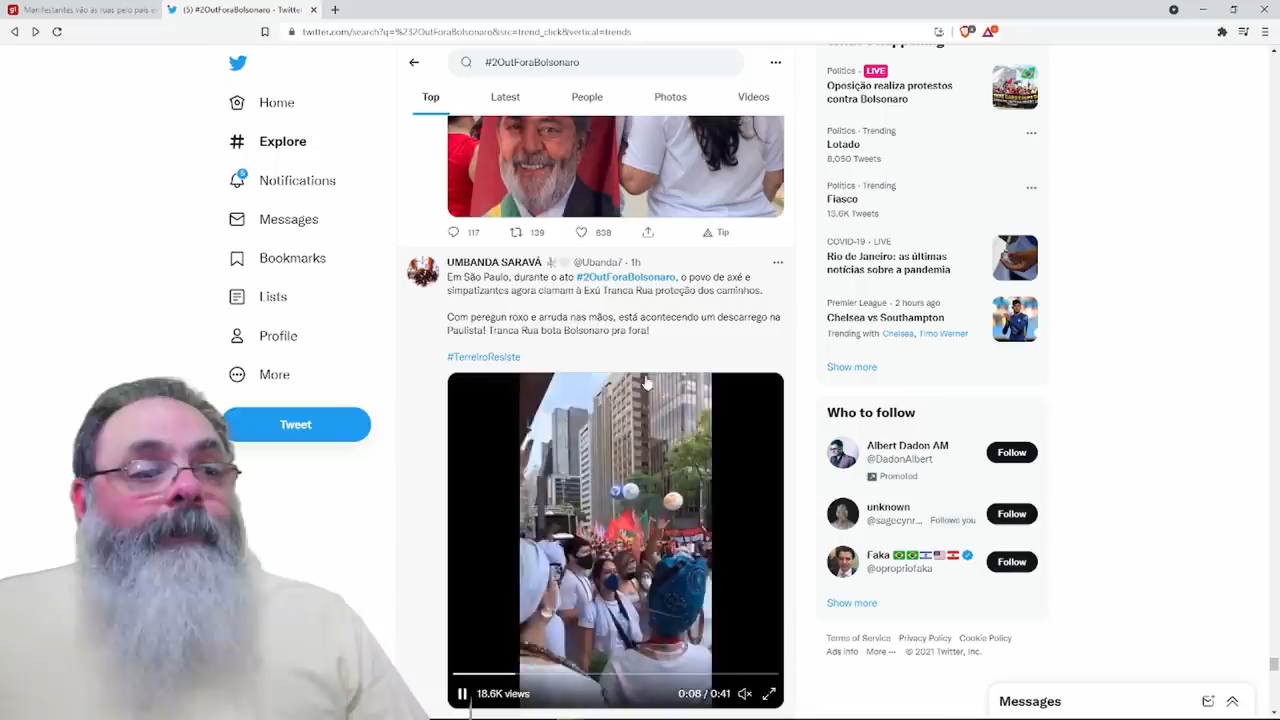 Manifestantes vão às ruas pelo país e
(5) #2OutForaBolsonaro - Twitter
twitter.com/search?q=%232OutForaBolsonaro&src=trend_click&vertical=trends
Home
Explore
5
Notifications
Messages
Bookmarks
Lists
Profile
More
Tweet
#2OutForaBolsonaro
Top
Latest
People
Photos
Videos
117
139
838
Tip
UMBANDA SARAVÁ @Ubanda7 · 1h
Em São Paulo, durante o ato #2OutForaBolsonaro, o povo de axé e
simpatizantes agora clamam à Exú Tranca Rua proteção dos caminhos.
Com peregun roxo e arruda nas mãos, está acontecendo um descarrego na
Paulista! Tranca Rua bota Bolsonaro pra fora!
#TerreiroResiste
18.6K views
0:08 / 0:41
Politics · LIVE
Oposição realiza protestos
contra Bolsonaro
Politics · Trending
Lotado
8,050 Tweets
Politics · Trending
Fiasco
13.6K Tweets
COVID-19 · LIVE
Rio de Janeiro: as últimas
notícias sobre a pandemia
Premier League · 2 hours ago
Chelsea vs Southampton
Trending with Chelsea, Timo Werner
Show more
Who to follow
Albert Dadon AM
@DadonAlbert
Follow
Promoted
unknown
@sagecynr... Follows you
Follow
Faka
@opropriofaka
Follow
Show more
Terms of Service Privacy Policy Cookie Policy
Ads info More ··· © 2021 Twitter, Inc.
Messages